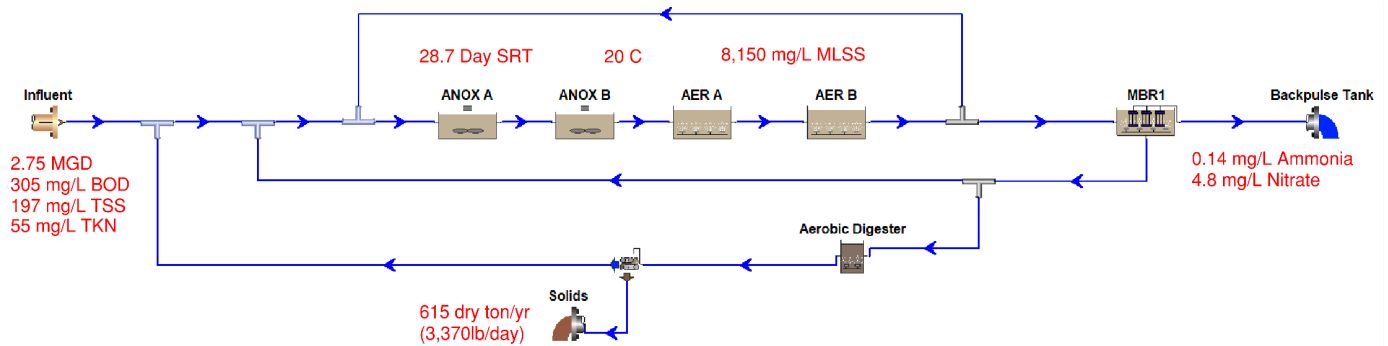 28.7 Day SRT
20 C
8,150 mg/L MLSS
Influent
ANOX A
ANOX B
AER A
AER B
MBR1
Backpulse Tank
2.75 MGD
305 mg/L BOD
197 mg/L TSS
55 mg/L TKN
0.14 mg/L Ammonia
4.8 mg/L Nitrate
Aerobic Digester
Solids
615 dry ton/yr
(3,370lb/day)